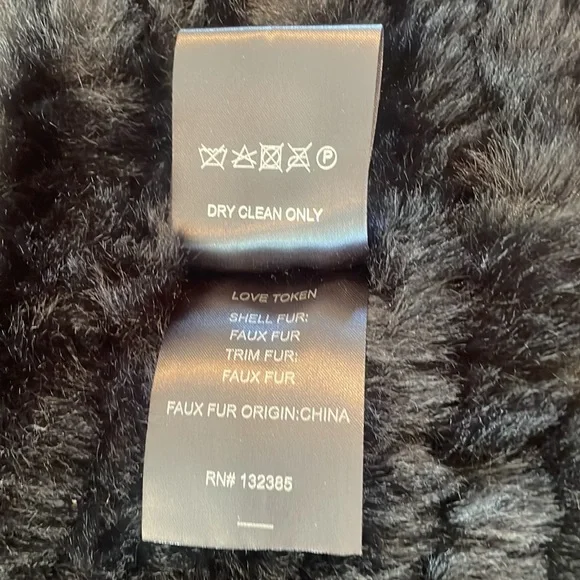 P
DRY CLEAN ONLY
LOVE TOKEN
SHELL FUR:
FAUX FUR
TRIM FUR:
FAUX FUR
FAUX FUR ORIGIN:CHINA
RN# 132385